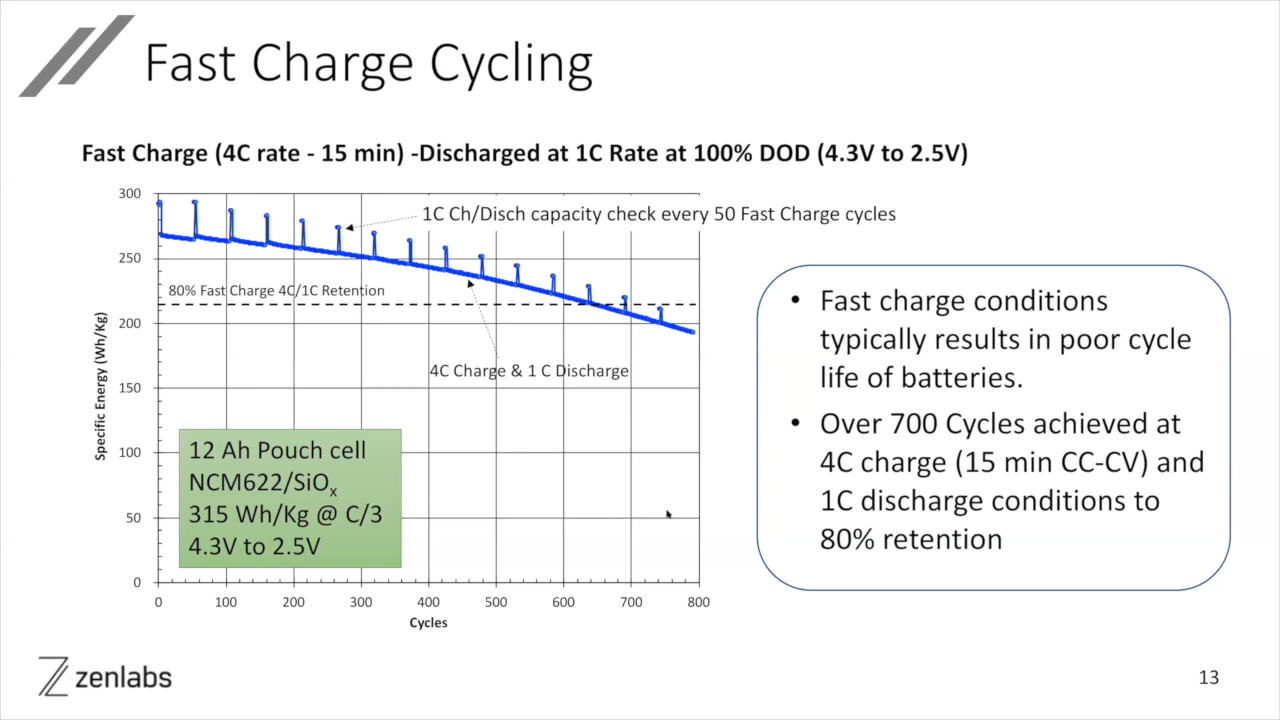 Fast Charge Cycling
Fast Charge (4C rate - 15 min) -Discharged at 1C Rate at 100% DOD (4.3V to 2.5V)
300
250
200
150
100
50
0
Specific Energy (Wh/Kg)
1C Ch/Disch capacity check every 50 Fast Charge cycles
80% Fast Charge 4C/1C Retention
4C Charge & 1 C Discharge
12 Ah Pouch cell
NCM622/SiOx
315 Wh/Kg @ C/3
4.3V to 2.5V
0 100 200 300 400 500 600 700 800
Cycles
• Fast charge conditions
typically results in poor cycle
life of batteries.
• Over 700 Cycles achieved at
4C charge (15 min CC-CV) and
1C discharge conditions to
80% retention
zenlabs
13